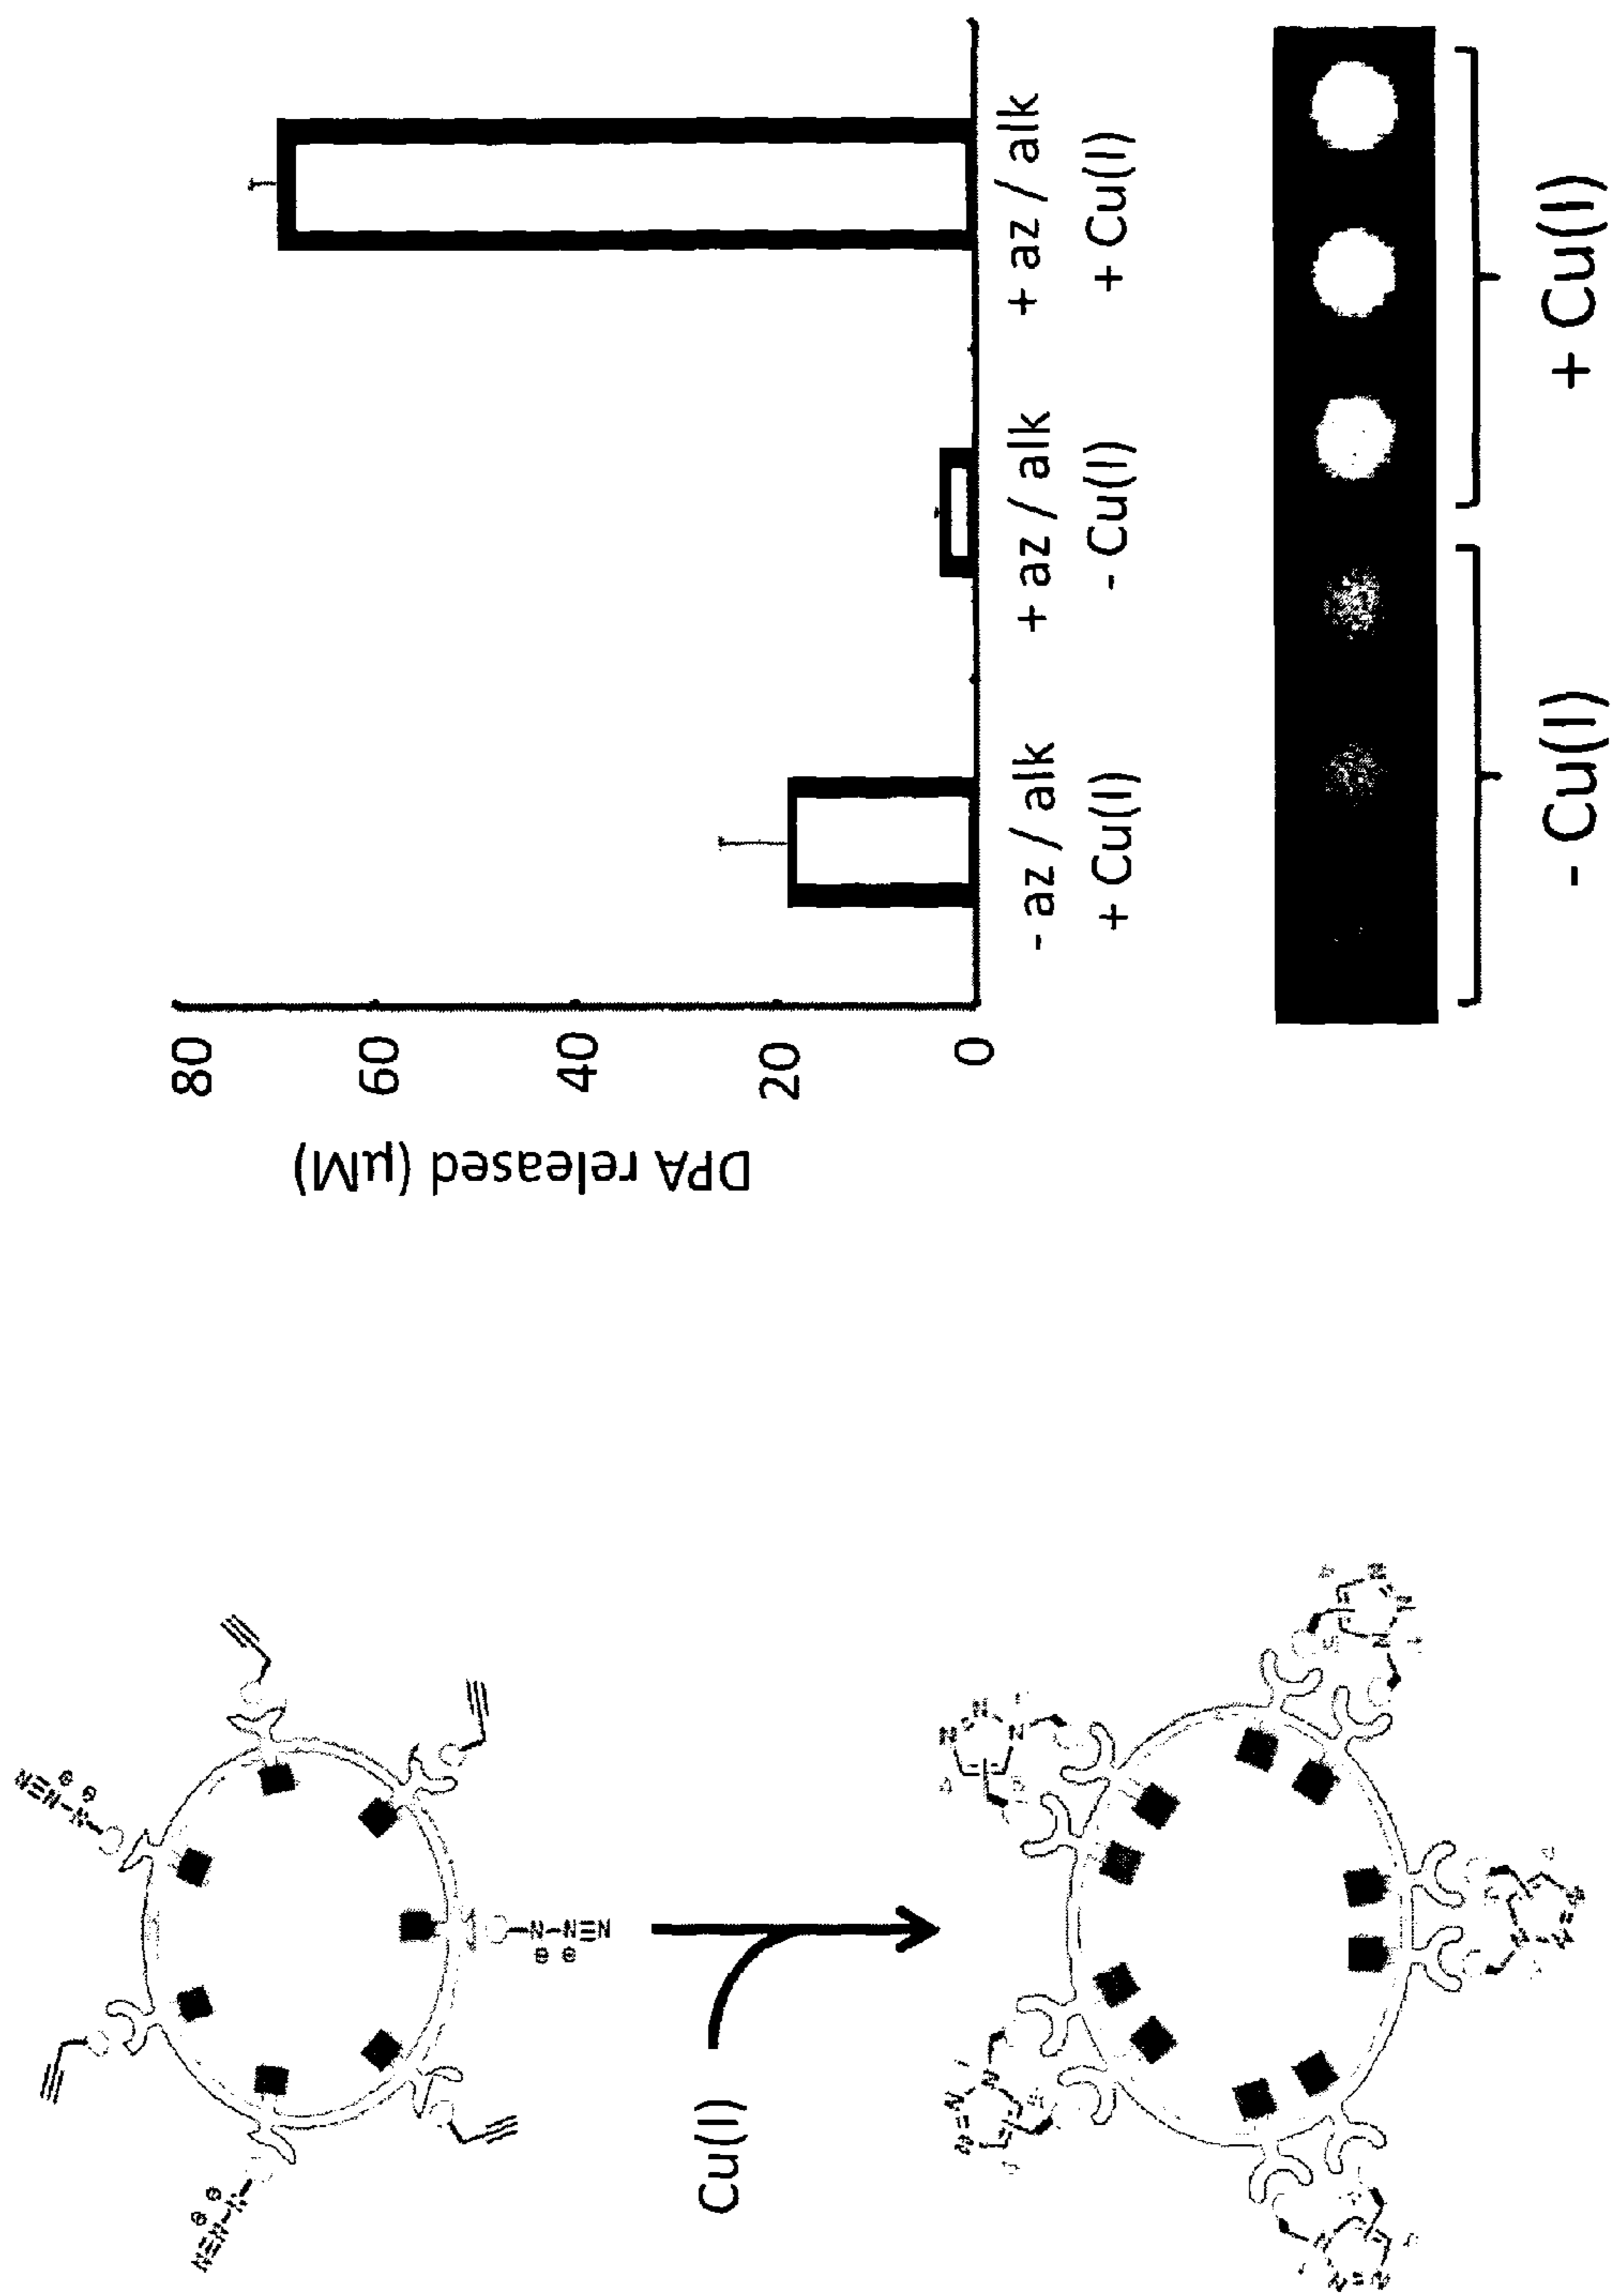 Cu(I)
DPA released (µM)
80
60
40
20
0
- az / alk
+ Cu(I)
+ az / alk
- Cu(I)
+ az / alk
+ Cu(I)
- Cu(I)
+ Cu(I)